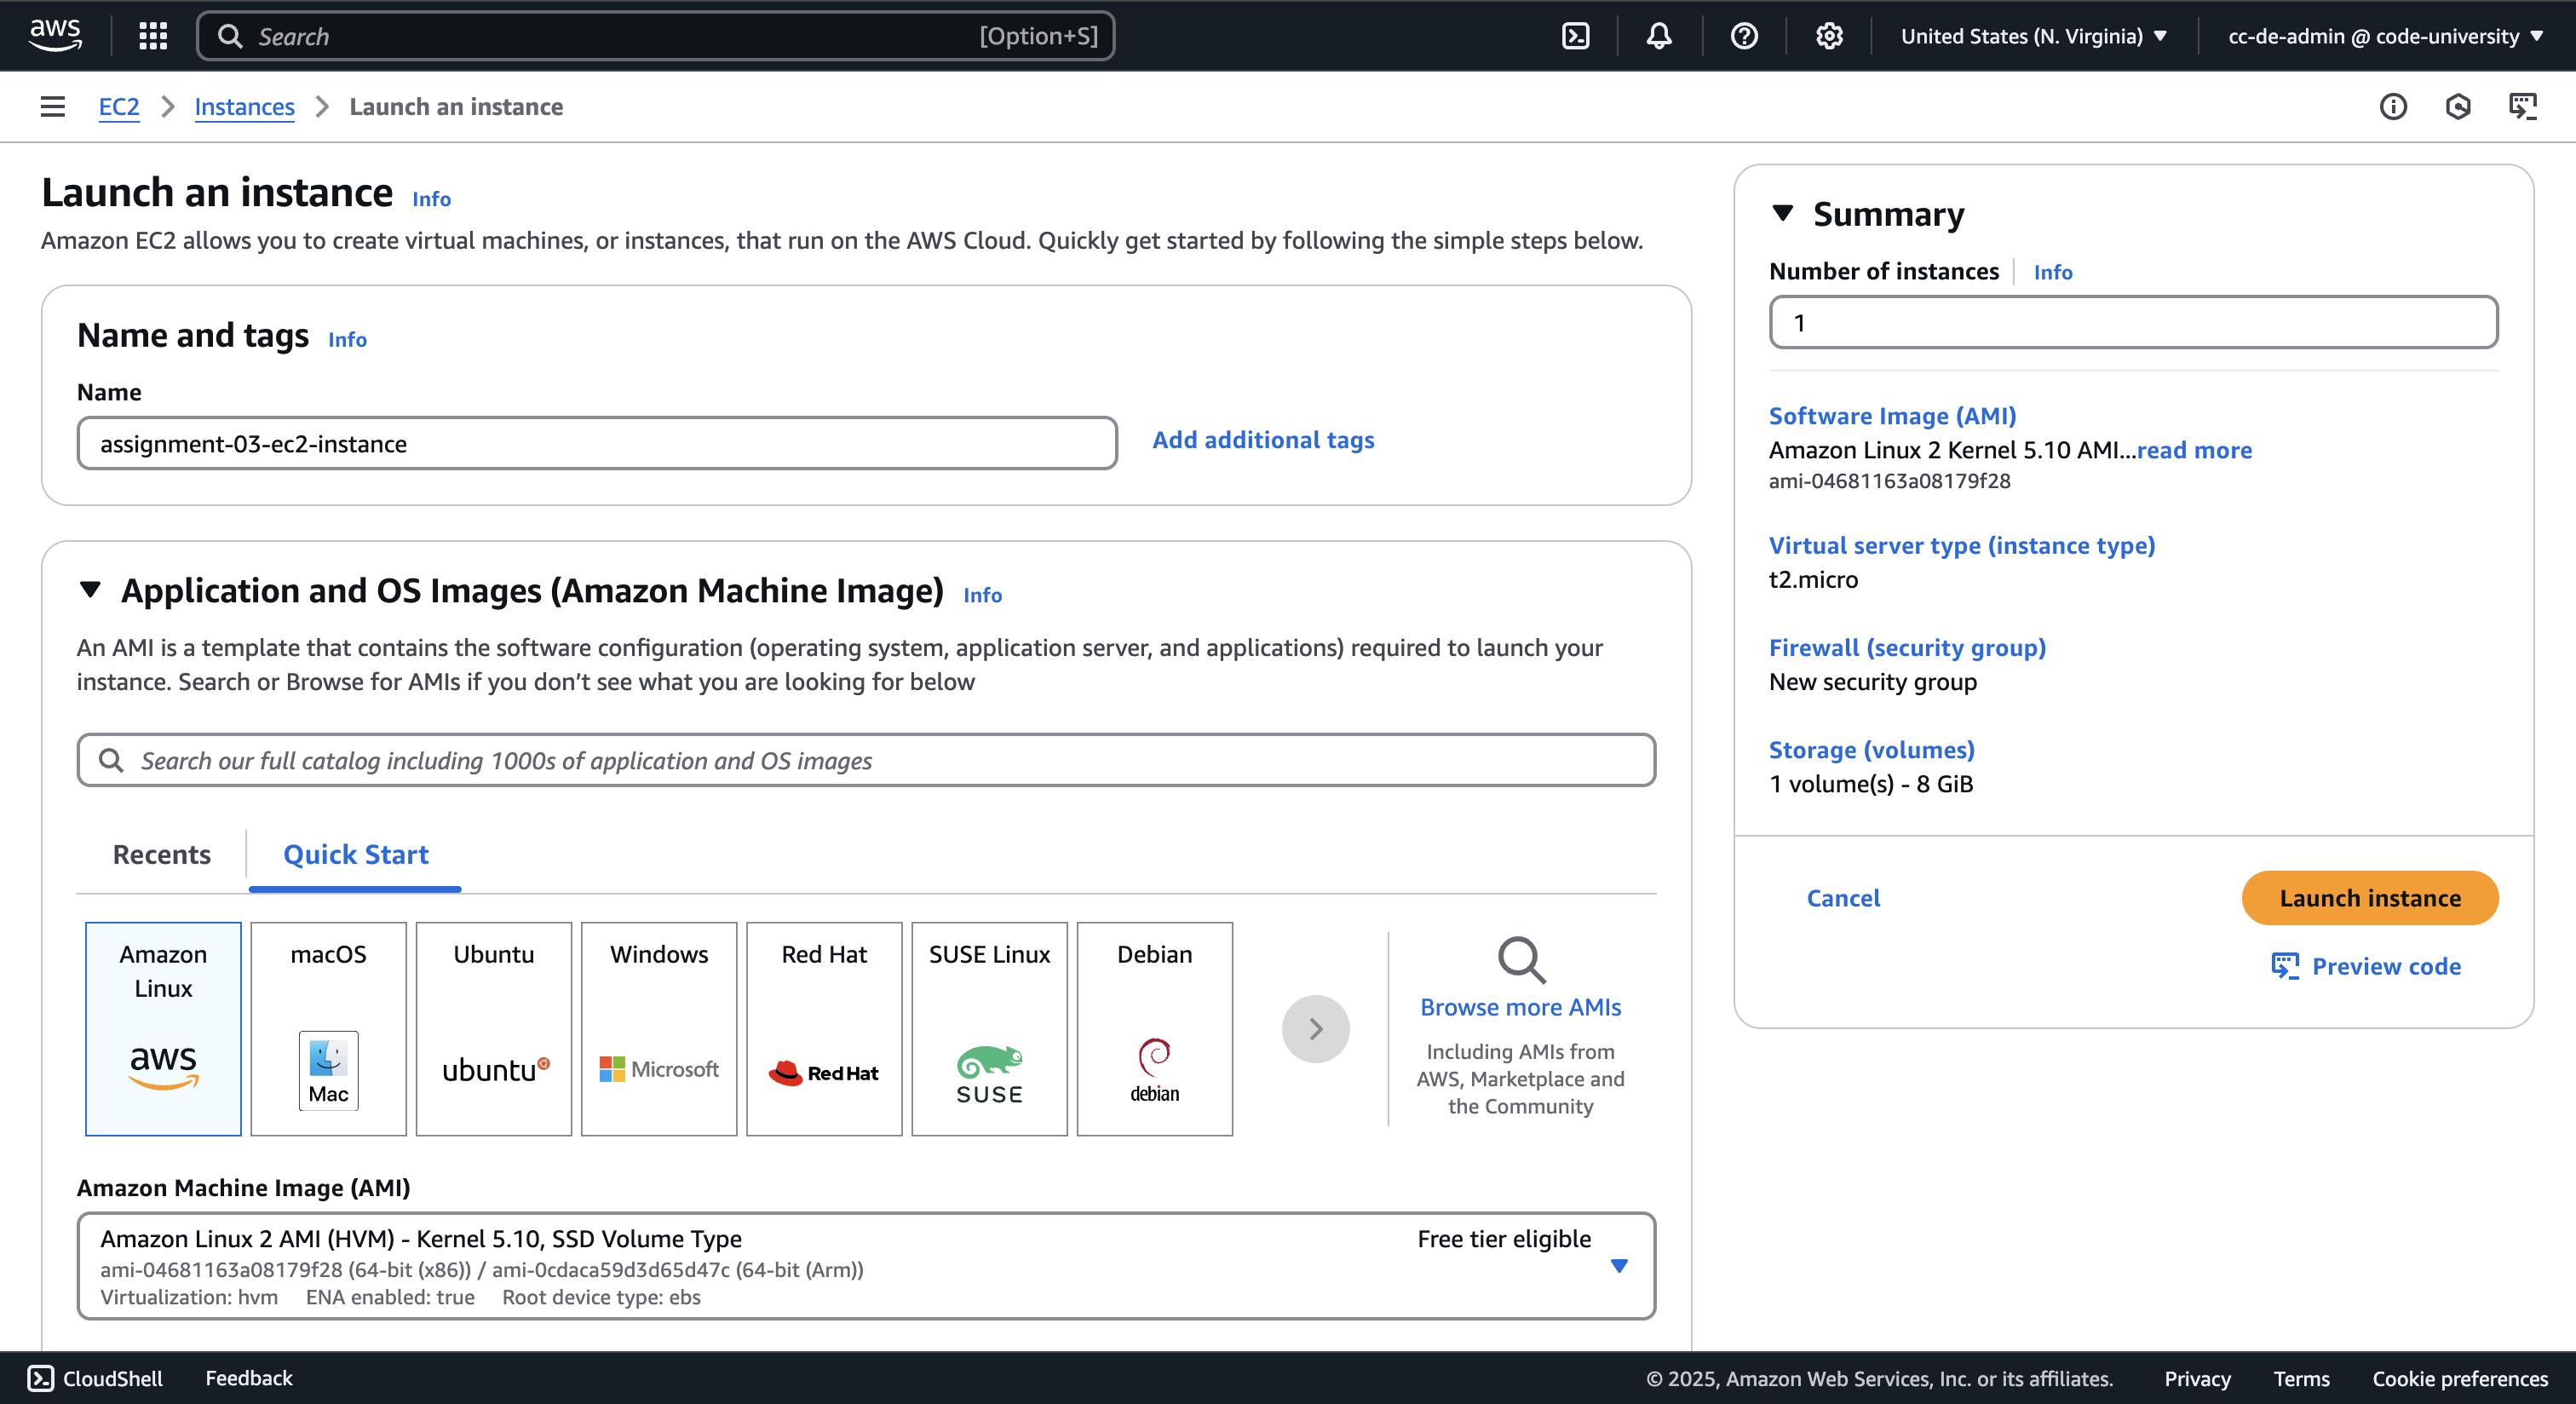 aws
Search
[Option+S]
United States (N. Virginia)
cc-de-admin @ code-university
EC2
Instances
Launch an instance
Launch an instance Info
Amazon EC2 allows you to create virtual machines, or instances, that run on the AWS Cloud. Quickly get started by following the simple steps below.
Name and tags Info
Name
assignment-03-ec2-instance
Add additional tags
Application and OS Images (Amazon Machine Image) Info
An AMI is a template that contains the software configuration (operating system, application server, and applications) required to launch your
instance. Search or Browse for AMIs if you don’t see what you are looking for below
Search our full catalog including 1000s of application and OS images
Recents
Quick Start
Amazon
Linux
aws
macOS
Mac
Ubuntu
ubuntu
Windows
Microsoft
Red Hat
Red Hat
SUSE Linux
SUSE
Debian
debian
Browse more AMIs
Including AMIs from
AWS, Marketplace and
the Community
Amazon Machine Image (AMI)
Amazon Linux 2 AMI (HVM) - Kernel 5.10, SSD Volume Type
Free tier eligible
ami-04681163a08179f28 (64-bit (x86)) / ami-0cdaca59d3d65d47c (64-bit (Arm))
Virtualization: hvm ENA enabled: true Root device type: ebs
Summary
Number of instances Info
1
Software Image (AMI)
Amazon Linux 2 Kernel 5.10 AMI...read more
ami-04681163a08179f28
Virtual server type (instance type)
t2.micro
Firewall (security group)
New security group
Storage (volumes)
1 volume(s) - 8 GiB
Cancel
Launch instance
Preview code
CloudShell
Feedback
© 2025, Amazon Web Services, Inc. or its affiliates.
Privacy
Terms
Cookie preferences